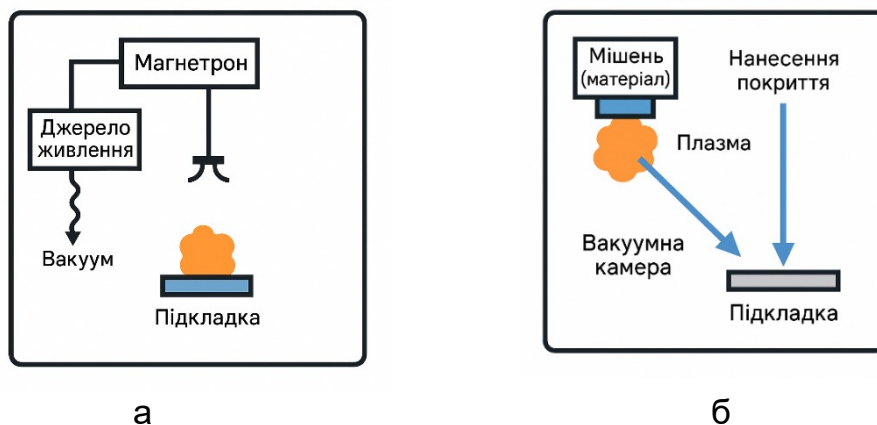 Магнетрон
Джерело
живлення
Вакуум
Підкладка
а
Мішень
(матеріал)
Нанесення
покриття
Плазма
Вакуумна
камера
Підкладка
б